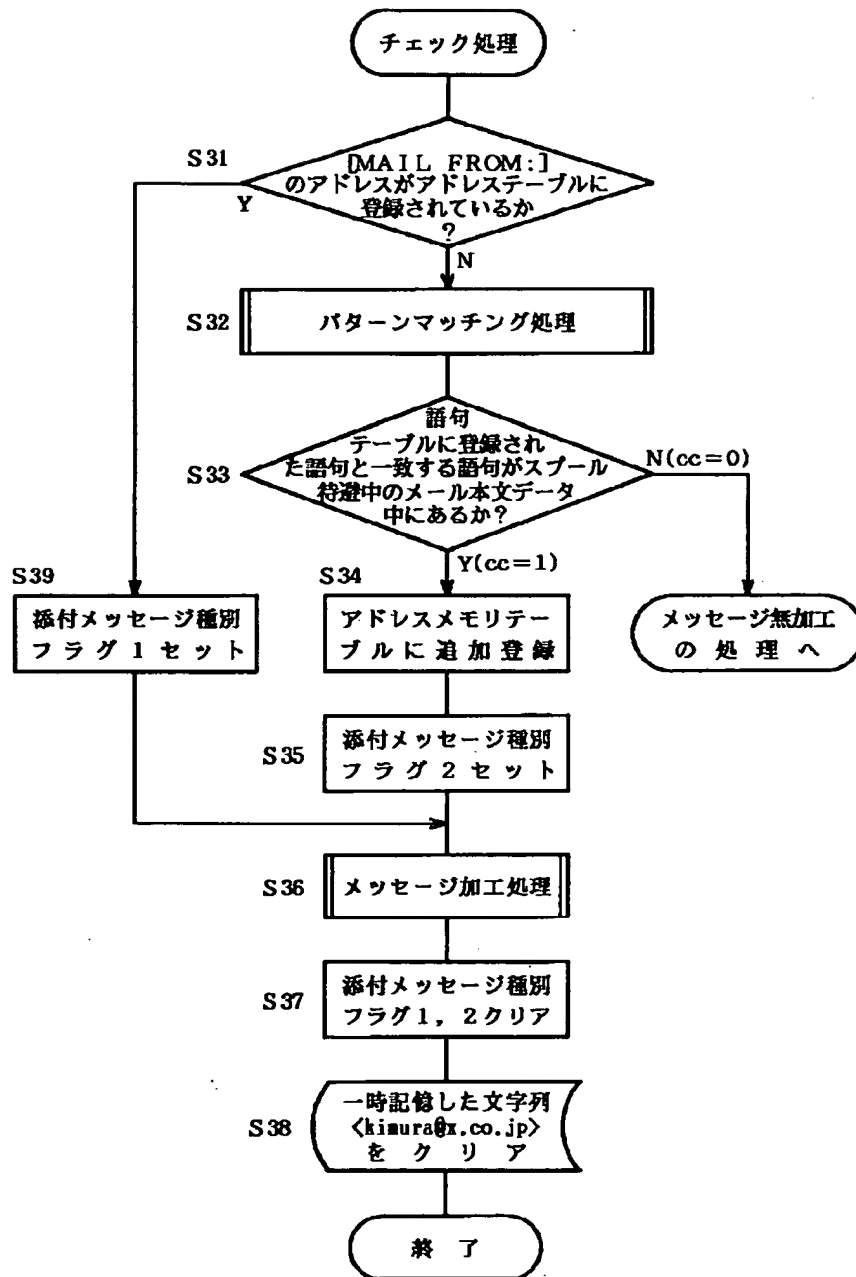 チェック処理
S31
[MAIL FROM:]
のアドレスがアドレステーブルに
登録されているか
?
Y
N
S32
パターンマッチング処理
語句
テーブルに登録され
た語句と一致する語句がスプール
待避中のメール本文データ
中にあるか?
S33
N(cc=0)
Y(cc=1)
S39
添付メッセージ種別
フラグ1セット
S34
アドレスメモリテー
ブルに追加登録
メッセージ無加工
の処理へ
S35
添付メッセージ種別
フラグ2セット
S36
メッセージ加工処理
S37
添付メッセージ種別
フラグ1,2クリア
S38
一時記憶した文字列
<kimura@x.co.jp>
をクリア
終了